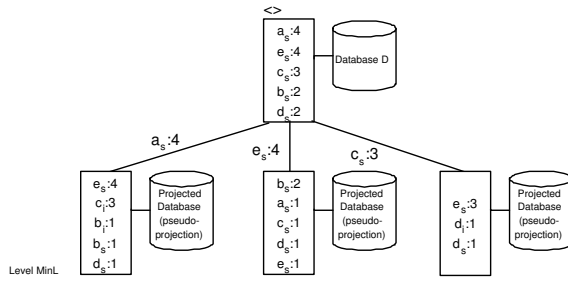 <>
a_s:4
e_s:4
c_s:3
b_s:2
d_s:2
Database D
a_s:4
e_s:4
c_s:3
e_s:4
c_i:3
b_i:1
b_s:1
d_s:1
Projected
Database
(pseudo-
projection)
b_s:2
a_s:1
c_s:1
d_s:1
e_s:1
Projected
Database
(pseudo-
projection)
e_s:3
d_i:1
d_s:1
Projected
Database
(pseudo-
projection)
Level MinL